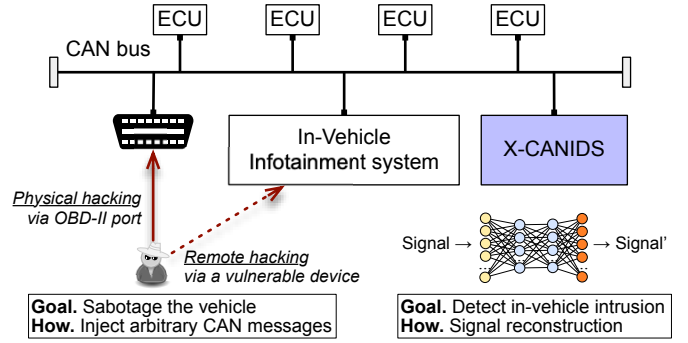 ECU
ECU
ECU
ECU
CAN bus
In-Vehicle
Infotainment system
X-CANIDS
Physical hacking
via OBD-II port
Remote hacking
via a vulnerable device
Signal →
→ Signal'
Goal. Sabotage the vehicle
How. Inject arbitrary CAN messages
Goal. Detect in-vehicle intrusion
How. Signal reconstruction